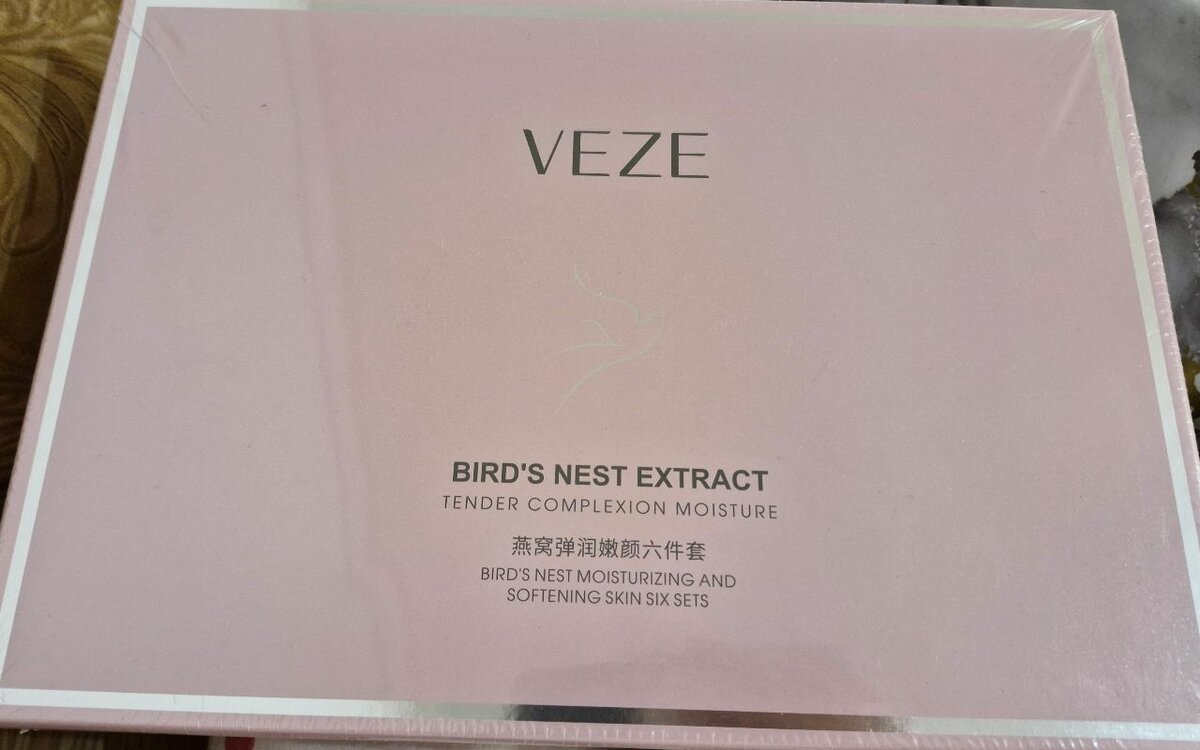 VEZE
BIRD'S NEST EXTRACT
TENDER COMPLEXION MOISTURE
燕窝弹润嫩颜六件套
BIRD'S NEST MOISTURIZING AND
SOFTENING SKIN SIX SETS